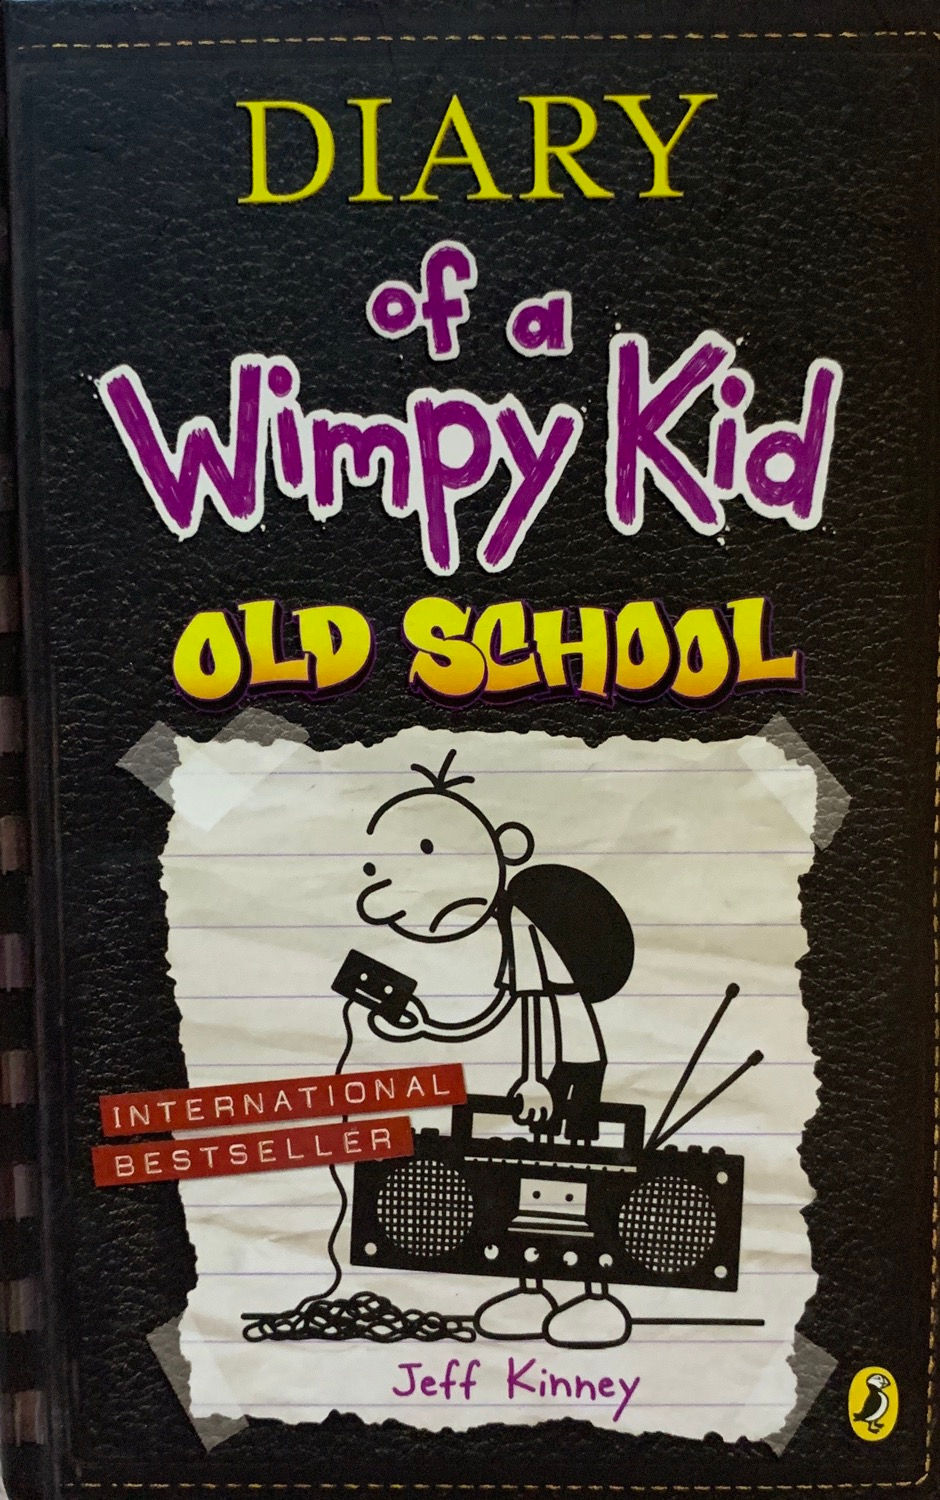 DIARY
of a
Wimpy Kid
OLD SCHOOL
INTERNATIONAL
BESTSELLER
Jeff Kinney